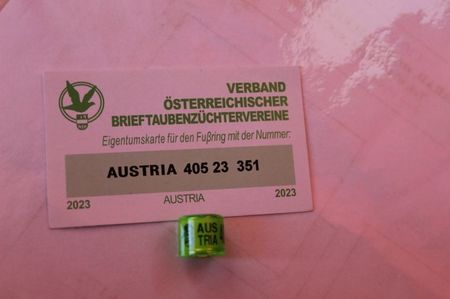 VERBAND
ÖSTERREICHISCHER
BRIEFTAUBENZÜCHTERVEREINE
Eigentumskarte für den Fußring mit der Nummer:
AUSTRIA 405 23 351
2023 AUSTRIA 2023
AUS
TRIA